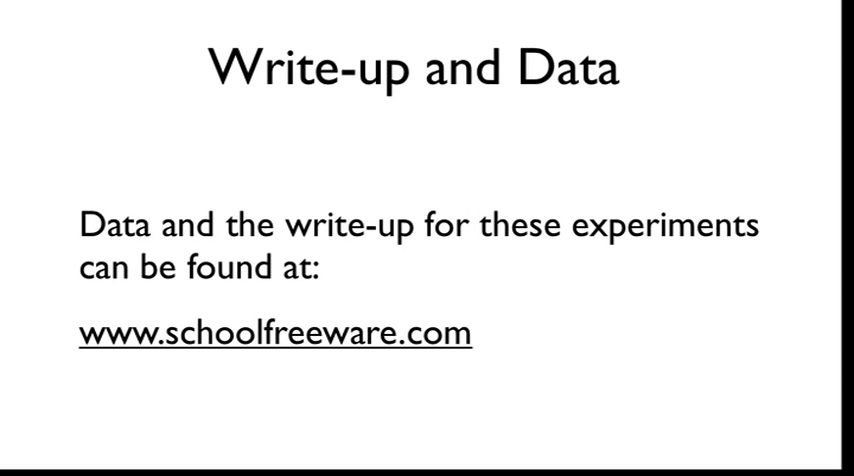 Write-up and Data
Data and the write-up for these experiments
can be found at:
www.schoolfreeware.com